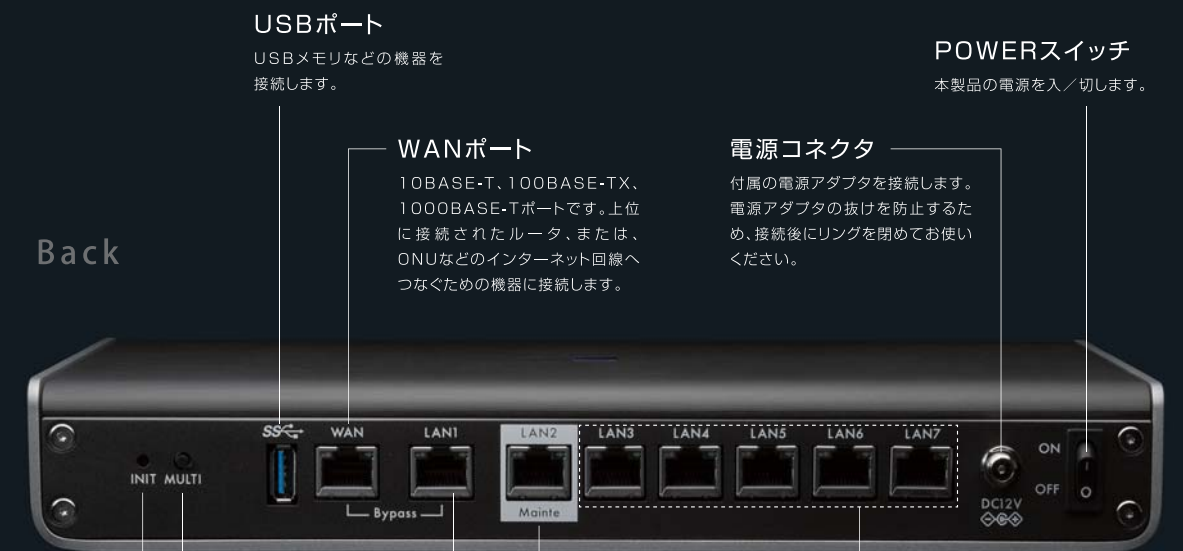 USBポート
USBメモリなどの機器を
接続します。
POWERスイッチ
本製品の電源を入／切します。
WANポート
10BASE-T、100BASE-TX、
1000BASE-Tポートです。上位
に接続されたルータ、または、
ONUなどのインターネット回線へ
つなぐための機器に接続します。
電源コネクタ
付属の電源アダプタを接続します。
電源アダプタの抜けを防止するた
め、接続後にリングを閉めてお使い
ください。
Back
INIT MULTI
SS
WAN
LAN1
Bypass
LAN2
Mainte
LAN3 LAN4 LAN5 LAN6 LAN7
DC12V
ON
OFF